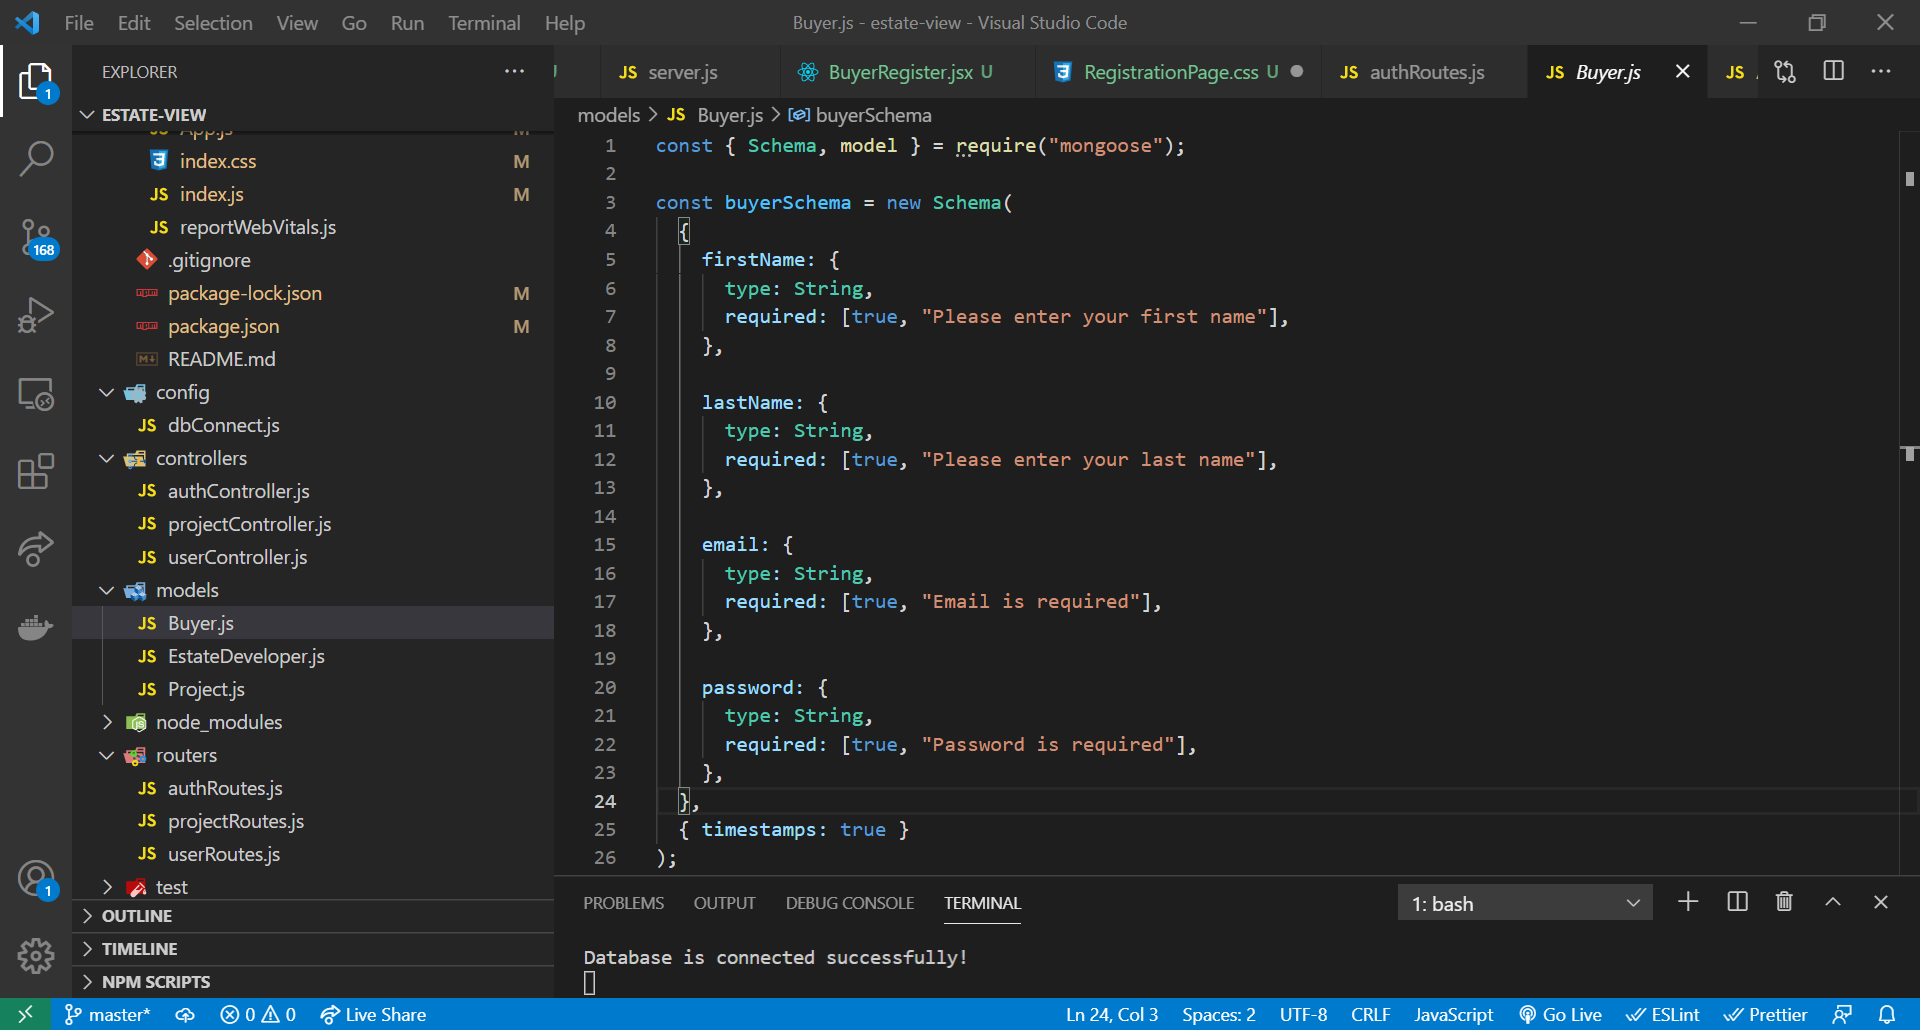 File Edit Selection View Go Run Terminal Help
Buyer.js - estate-view - Visual Studio Code
EXPLORER
ESTATE-VIEW
App.js M
index.css M
index.js M
reportWebVitals.js
.gitignore
package-lock.json M
package.json M
README.md
config
dbConnect.js
controllers
authController.js
projectController.js
userController.js
models
Buyer.js
EstateDeveloper.js
Project.js
node_modules
routers
authRoutes.js
projectRoutes.js
userRoutes.js
test
OUTLINE
TIMELINE
NPM SCRIPTS
1
168
1
JS server.js
BuyerRegister.jsx U
RegistrationPage.css U
JS authRoutes.js
JS Buyer.js
JS
models > JS Buyer.js > buyerSchema
1 const { Schema, model } = require("mongoose");
2
3 const buyerSchema = new Schema(
4 {
5 firstName: {
6 type: String,
7 required: [true, "Please enter your first name"],
8 },
9
10 lastName: {
11 type: String,
12 required: [true, "Please enter your last name"],
13 },
14
15 email: {
16 type: String,
17 required: [true, "Email is required"],
18 },
19
20 password: {
21 type: String,
22 required: [true, "Password is required"],
23 },
24 },
25 { timestamps: true }
26 );
PROBLEMS OUTPUT DEBUG CONSOLE TERMINAL
1: bash
Database is connected successfully!
master* 0 0 Live Share
Ln 24, Col 3 Spaces: 2 UTF-8 CRLF JavaScript Go Live ESLint Prettier